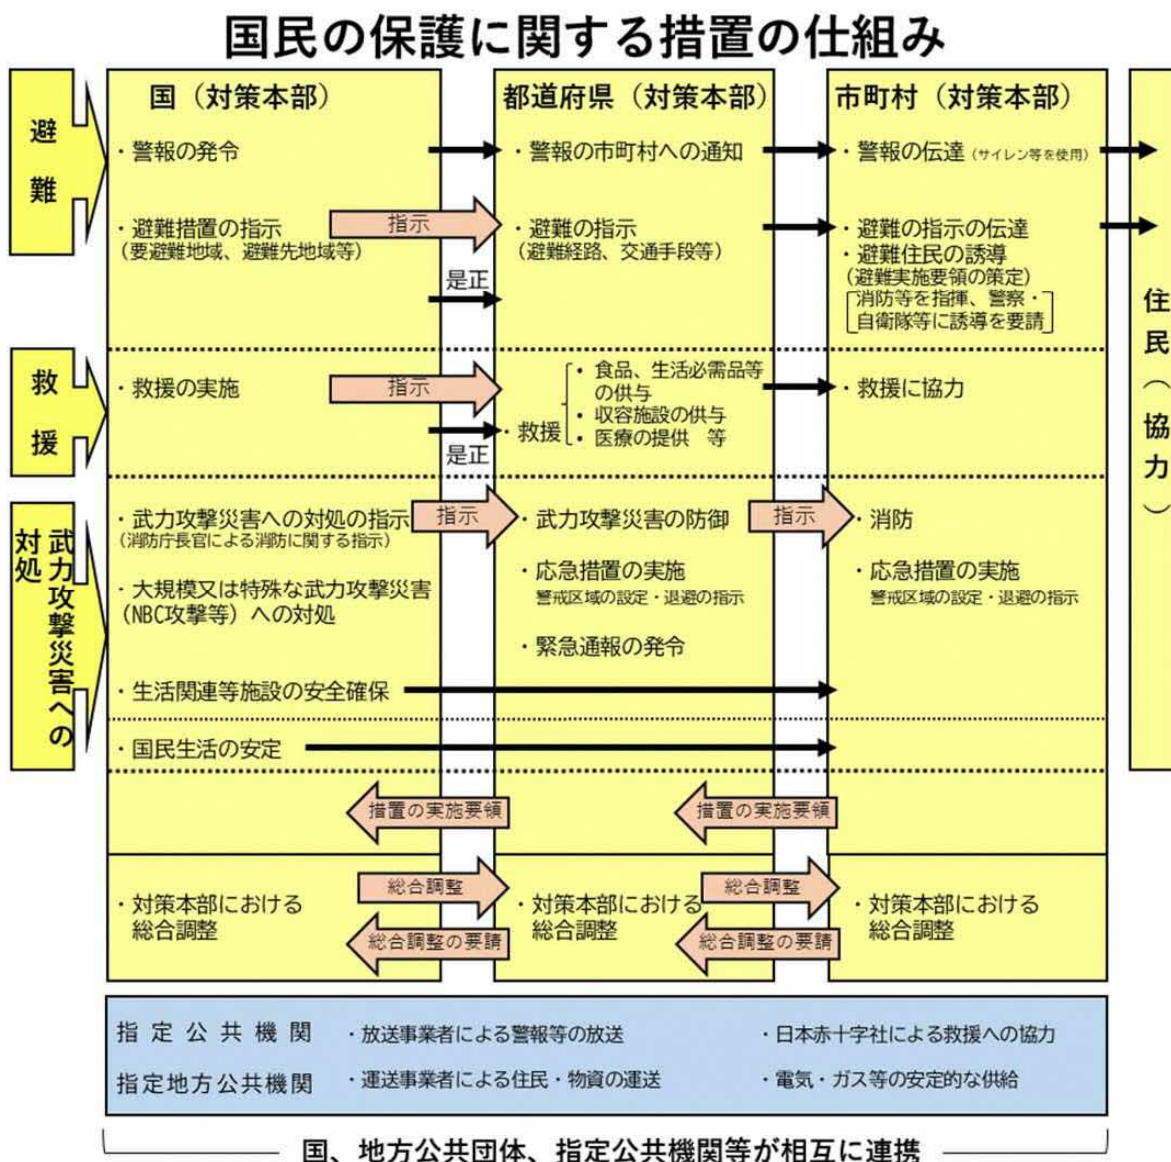 国民の保護に関する措置の仕組み
避難
国（対策本部）
・警報の発令
・避難措置の指示
（要避難地域、避難先地域等）
指示
是正
都道府県（対策本部）
・警報の市町村への通知
・避難の指示
（避難経路、交通手段等）
市町村（対策本部）
・警報の伝達（サイレン等を使用）
・避難の指示の伝達
・避難住民の誘導
（避難実施要領の策定）
消防等を指揮、警察・
自衛隊等に誘導を要請
住民（協力）
救援
・救援の実施
指示
是正
・救援
・食品、生活必需品等
の供与
・収容施設の供与
・医療の提供　等
・救援に協力
武力攻撃災害への
対処
・武力攻撃災害への対処の指示
（消防庁長官による消防に関する指示）
・大規模又は特殊な武力攻撃災害
（NBC攻撃等）への対処
・生活関連等施設の安全確保
・国民生活の安定
指示
・武力攻撃災害の防御
・応急措置の実施
警戒区域の設定・退避の指示
・緊急通報の発令
指示
・消防
・応急措置の実施
警戒区域の設定・退避の指示
措置の実施要領
措置の実施要領
・対策本部における
総合調整
総合調整
総合調整の要請
・対策本部における
総合調整
総合調整
総合調整の要請
・対策本部における
総合調整
指定公共機関
・放送事業者による警報等の放送
・日本赤十字社による救援への協力
指定地方公共機関
・運送事業者による住民・物資の運送
・電気・ガス等の安定的な供給
国、地方公共団体、指定公共機関等が相互に連携